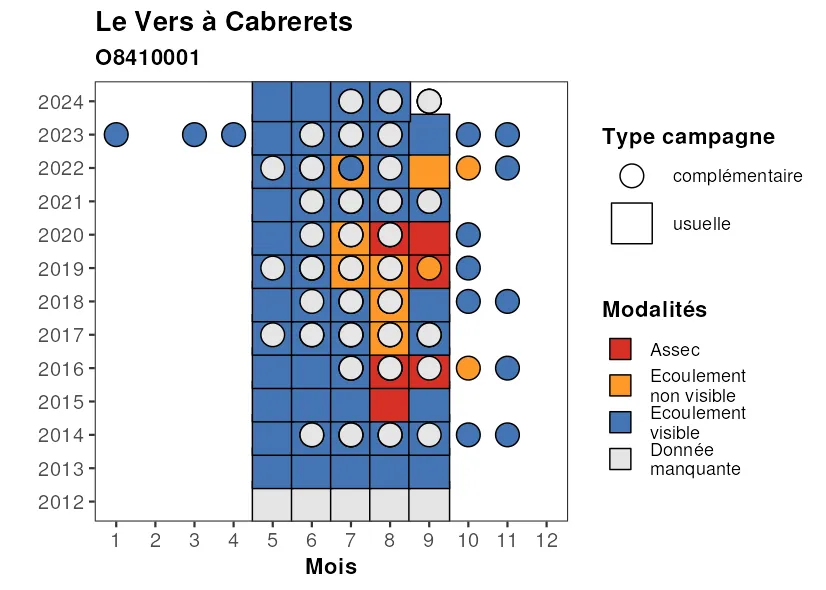 Le Vers à Cabrerets
O8410001
2024
2023
2022
2021
2020
2019
2018
2017
2016
2015
2014
2013
2012
1 2 3 4 5 6 7 8 9 10 11 12
Mois
Type campagne
complémentaire
usuelle
Modalités
Assec
Ecoulement
non visible
Ecoulement
visible
Donnée
manquante